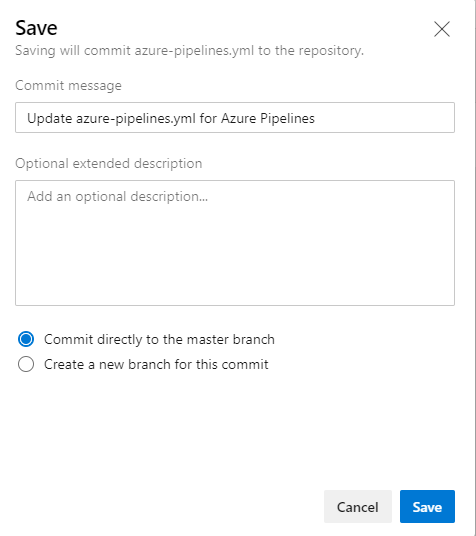 Save
Saving will commit azure-pipelines.yml to the repository.
Commit message
Update azure-pipelines.yml for Azure Pipelines
Optional extended description
Add an optional description...
Commit directly to the master branch
Create a new branch for this commit
Cancel
Save